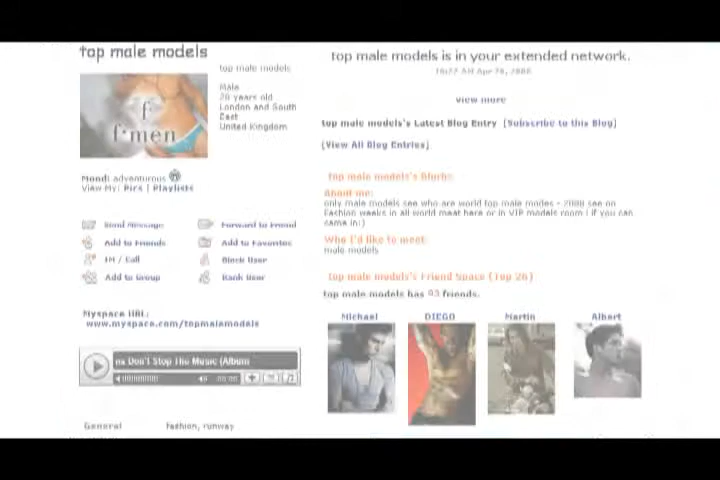 top male models
top male models
Male
London and South
East
United Kingdom
f
f·men
Mood: adventurous
View My: Pics | Playlists
Send Message
Forward to Friend
Add to Friends
Add to Favorites
IM / Call
Block User
Add to Group
Rank User
Myspace URL:
www.myspace.com/topmalemodels
Don't Stop The Music (Album
General
Fashion, runway
top male models is in your extended network.
view more
top male models's Latest Blog Entry [Subscribe to this Blog]
[View All Blog Entries]
top male models's Blurbs
About me:
only male models see who are world top male models - 2008 see on
Fashion weeks in all world meet here or in VIP models room ! if you can
came in:)
Who I'd like to meet:
male models
top male models's Friend Space (Top 26)
top male models has friends.
Michael
DIEGO
Martin
Albert